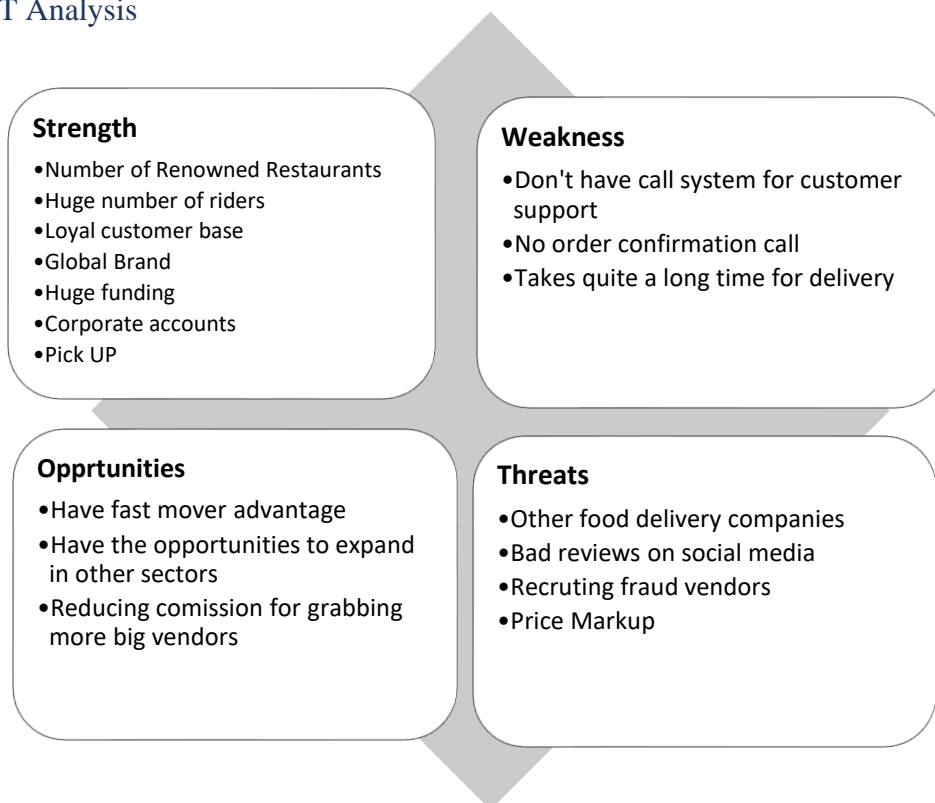 T Analysis
Strength
•Number of Renowned Restaurants
•Huge number of riders
•Loyal customer base
•Global Brand
•Huge funding
•Corporate accounts
•Pick UP
Weakness
•Don't have call system for customer
support
•No order confirmation call
•Takes quite a long time for delivery
Opprtunities
•Have fast mover advantage
•Have the opportunities to expand
in other sectors
•Reducing comission for grabbing
more big vendors
Threats
•Other food delivery companies
•Bad reviews on social media
•Recruting fraud vendors
•Price Markup